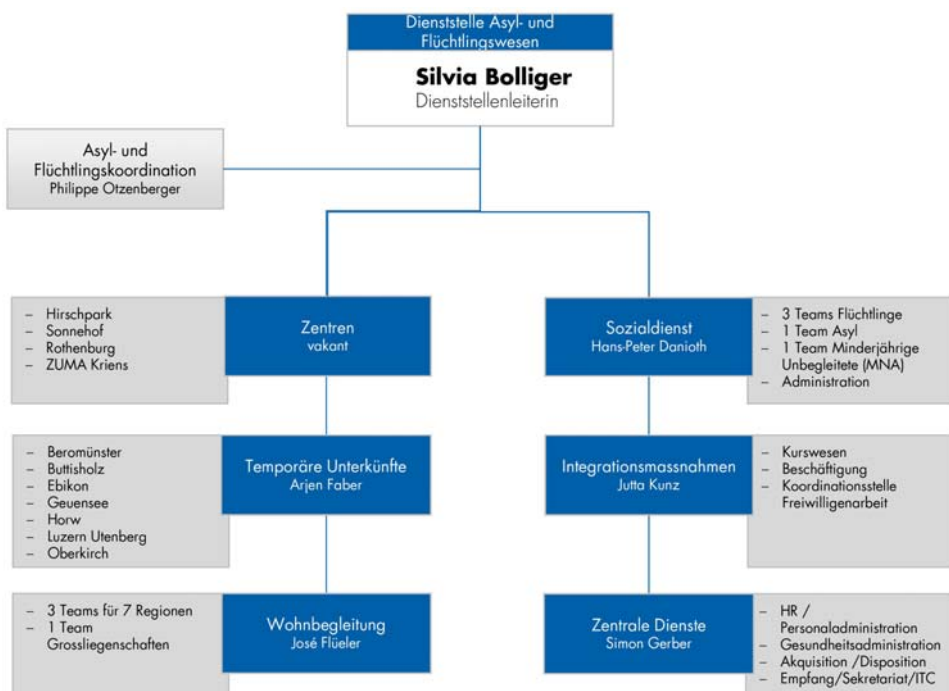 Dienststelle Asyl- und
Flüchtlingswesen
Silvia Bolliger
Dienststellenleiterin
Asyl- und
Flüchtlingskoordination
Philippe Otzenberger
– Hirschpark
– Sonnehof
– Rothenburg
– ZUMA Kriens
Zentren
vakant
Sozialdienst
Hans-Peter Danioth
– 3 Teams Flüchtlinge
– 1 Team Asyl
– 1 Team Minderjährige
Unbegleitete (MNA)
– Administration
– Beromünster
– Buttisholz
– Ebikon
– Geuensee
– Horw
– Luzern Utenberg
– Oberkirch
Temporäre Unterkünfte
Arjen Faber
Integrationsmassnahmen
Jutta Kunz
– Kurswesen
– Beschäftigung
– Koordinationsstelle
Freiwilligenarbeit
– 3 Teams für 7 Regionen
– 1 Team
Grossliegenschaften
Wohnbegleitung
José Flüeler
Zentrale Dienste
Simon Gerber
– HR /
Personaladministration
– Gesundheitsadministration
– Akquisition /Disposition
– Empfang/Sekretariat/ITC